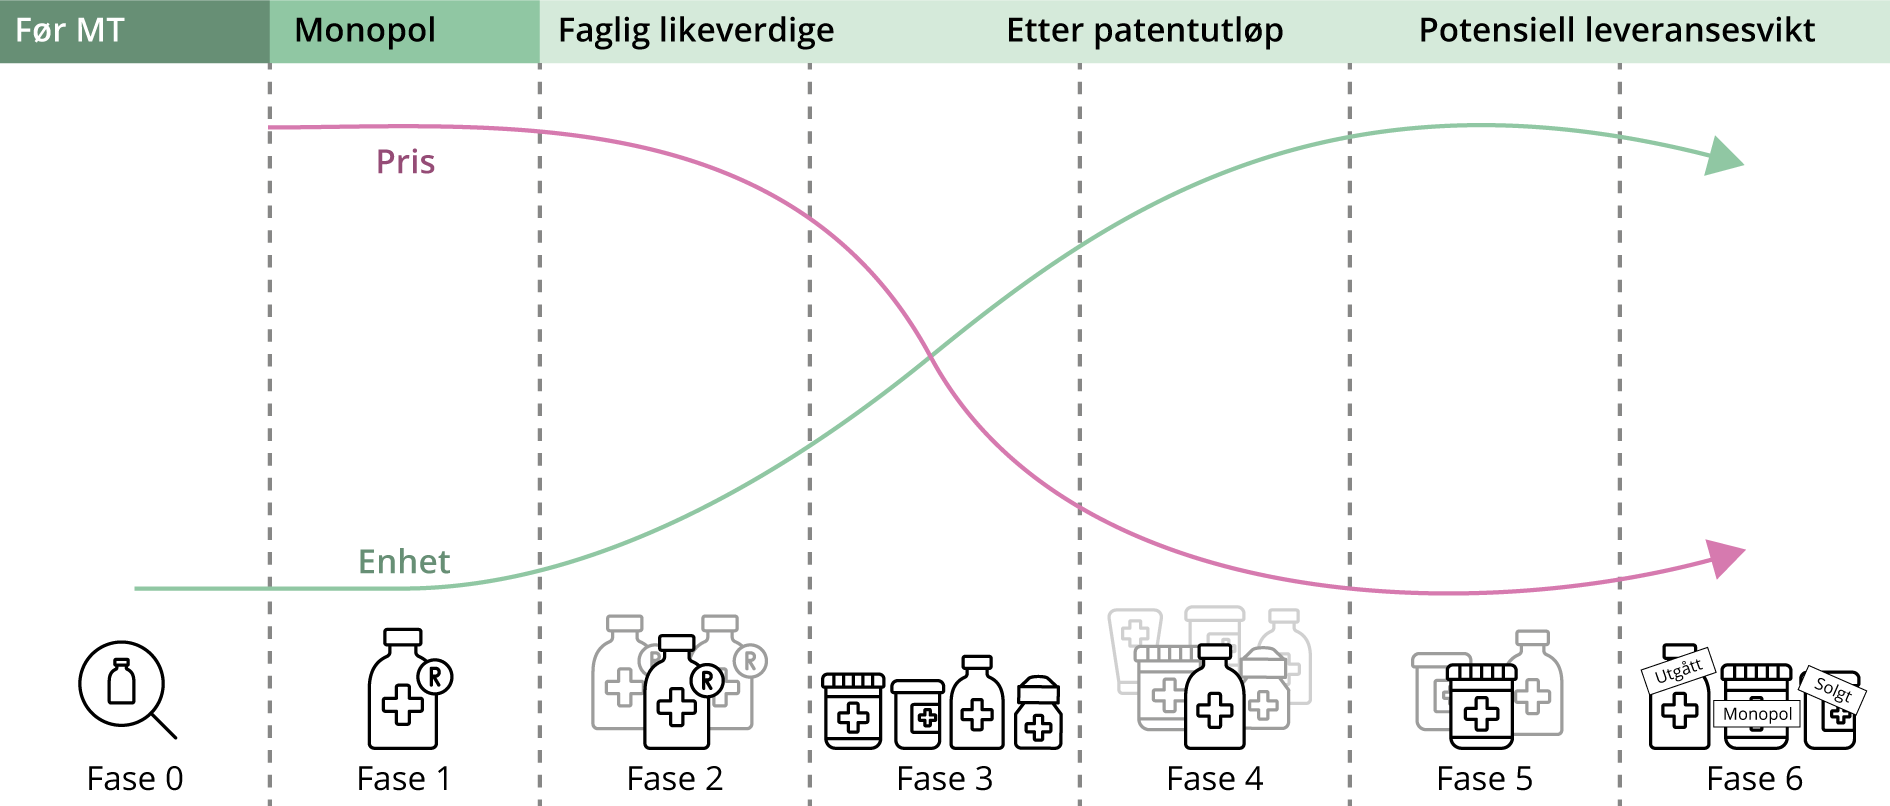 Før MT
Monopol
Faglig likeverdige
Etter patentutløp
Potensiell leveransesvikt
Pris
Enhet
R
R
R
R
Utgått
Monopol
Solgt
Fase 0
Fase 1
Fase 2
Fase 3
Fase 4
Fase 5
Fase 6